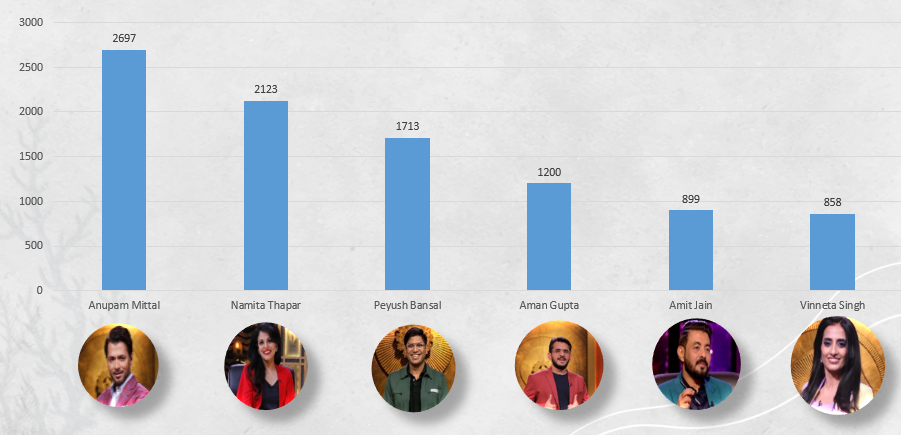 3000
2697
2500
2123
2000
1713
1500
1200
1000
899
858
500
0
Anupam Mittal
Namita Thapar
Peyush Bansal
Aman Gupta
Amit Jain
Vinneta Singh